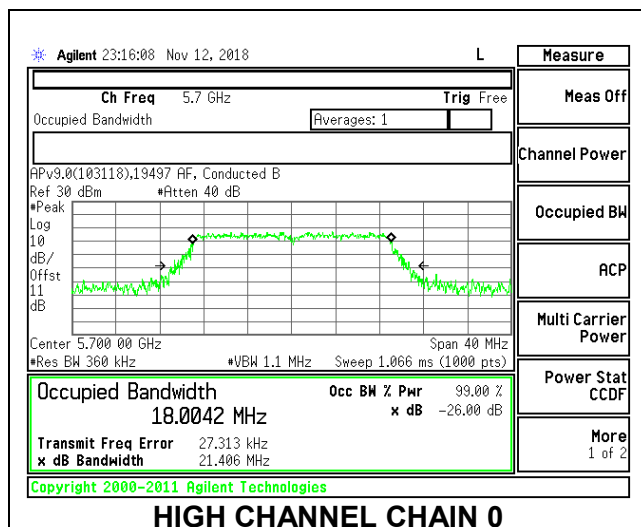 Agilent 23:16:08 Nov 12, 2018 L
Measure
Ch Freq 5.7 GHz Trig Free
Occupied Bandwidth Averages: 1
APv9.0(103118),19497 AF, Conducted B
Ref 30 dBm #Atten 40 dB
#Peak
Log
10
dB/
Offst
11
dB
Center 5.700 00 GHz Span 40 MHz
#Res BW 360 kHz #VBW 1.1 MHz Sweep 1.066 ms (1000 pts)
Occupied Bandwidth Occ BW % Pwr 99.00 %
18.0042 MHz x dB -26.00 dB
Transmit Freq Error 27.313 kHz
x dB Bandwidth 21.406 MHz
Copyright 2000-2011 Agilent Technologies
Meas Off
Channel Power
Occupied BW
ACP
Multi Carrier
Power
Power Stat
CCDF
More
1 of 2
HIGH CHANNEL CHAIN 0